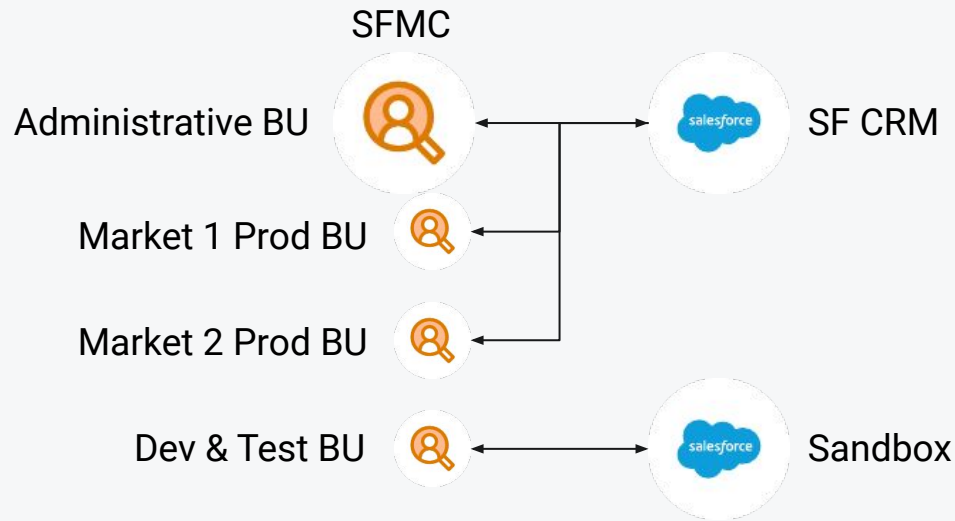 SFMC
Administrative BU
salesforce
SF CRM
Market 1 Prod BU
Market 2 Prod BU
Dev & Test BU
salesforce
Sandbox